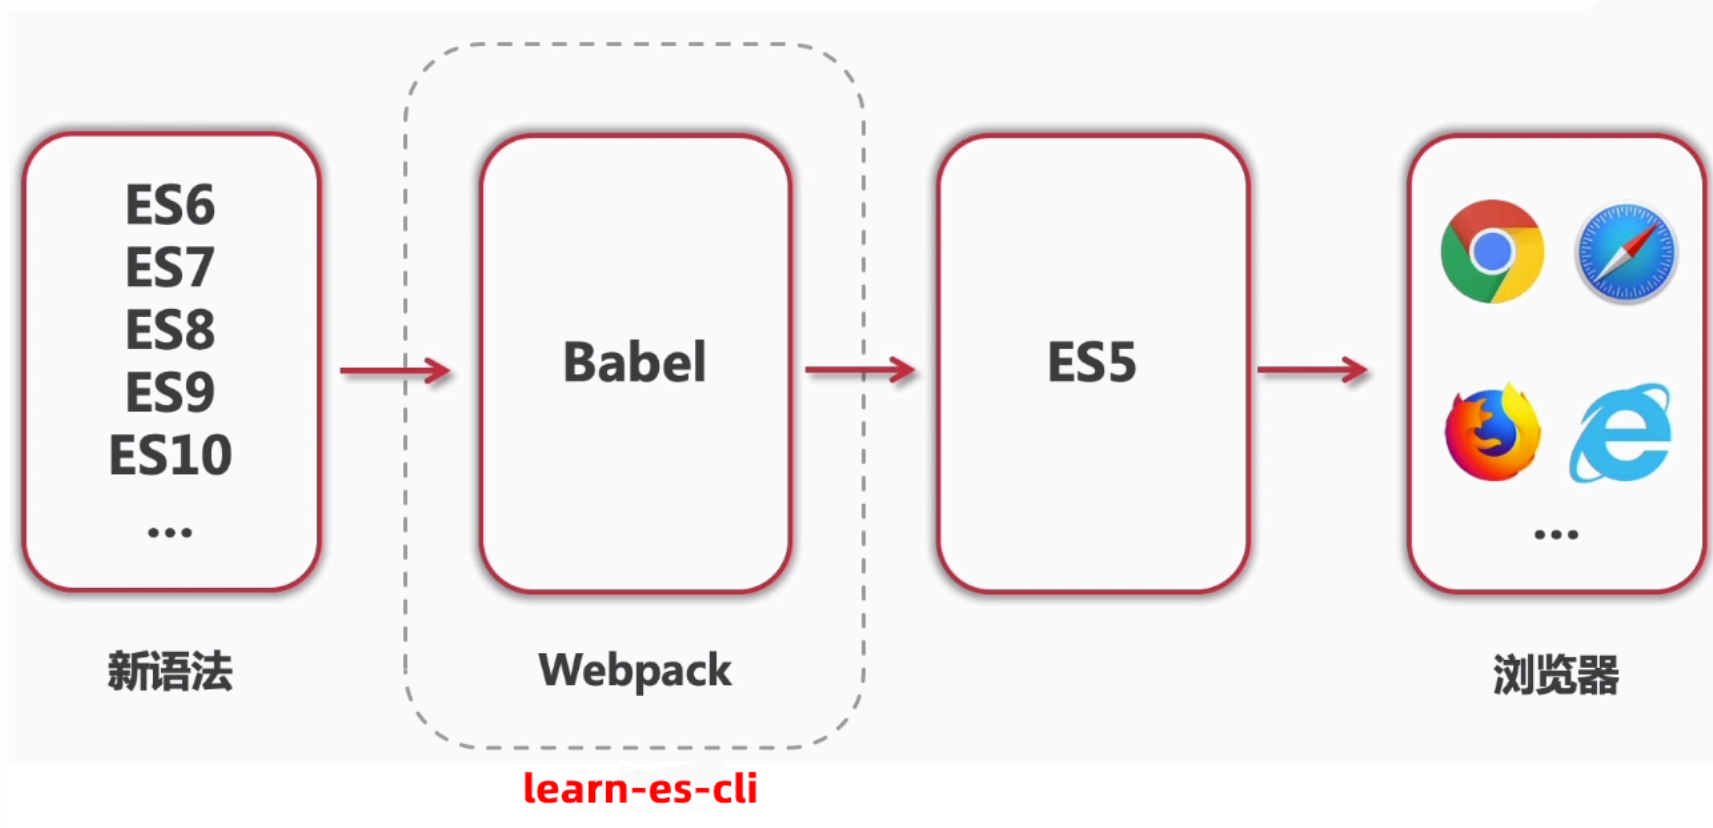 ES6
ES7
ES8
ES9
ES10
...
新语法
Babel
Webpack
learn-es-cli
ES5
...
浏览器